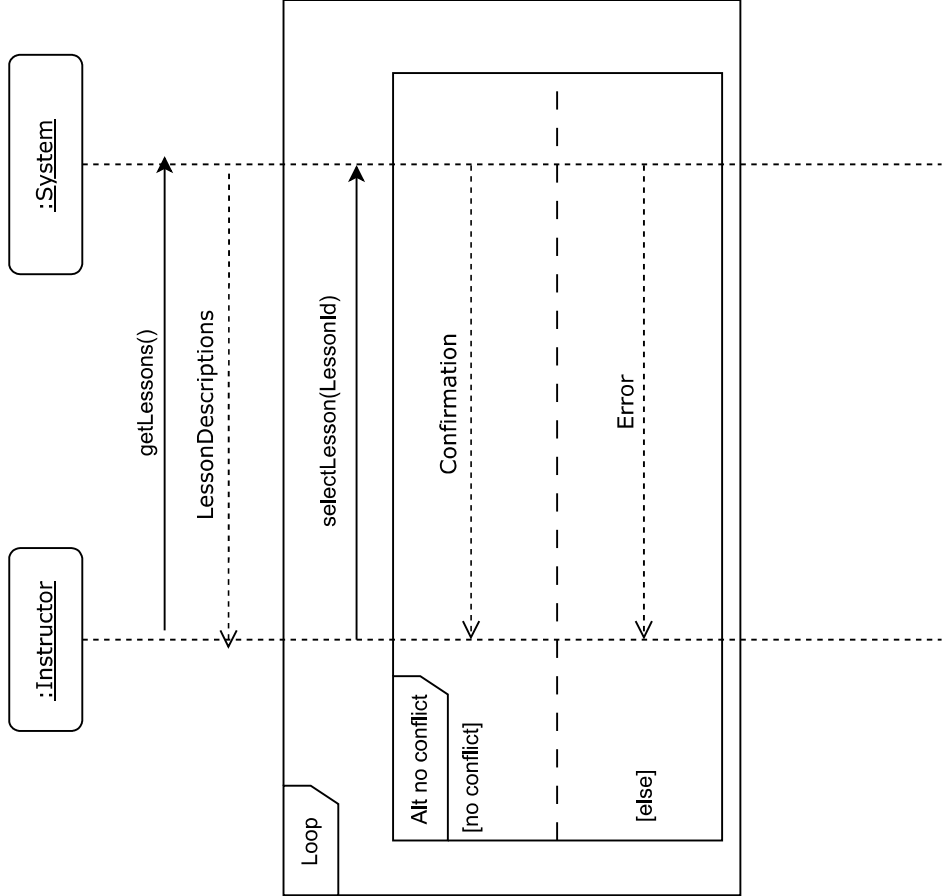 :Instructor
:System
getLessons()
LessonDescriptions
Loop
selectLesson(LessonId)
Alt no conflict
[no conflict]
Confirmation
[else]
Error